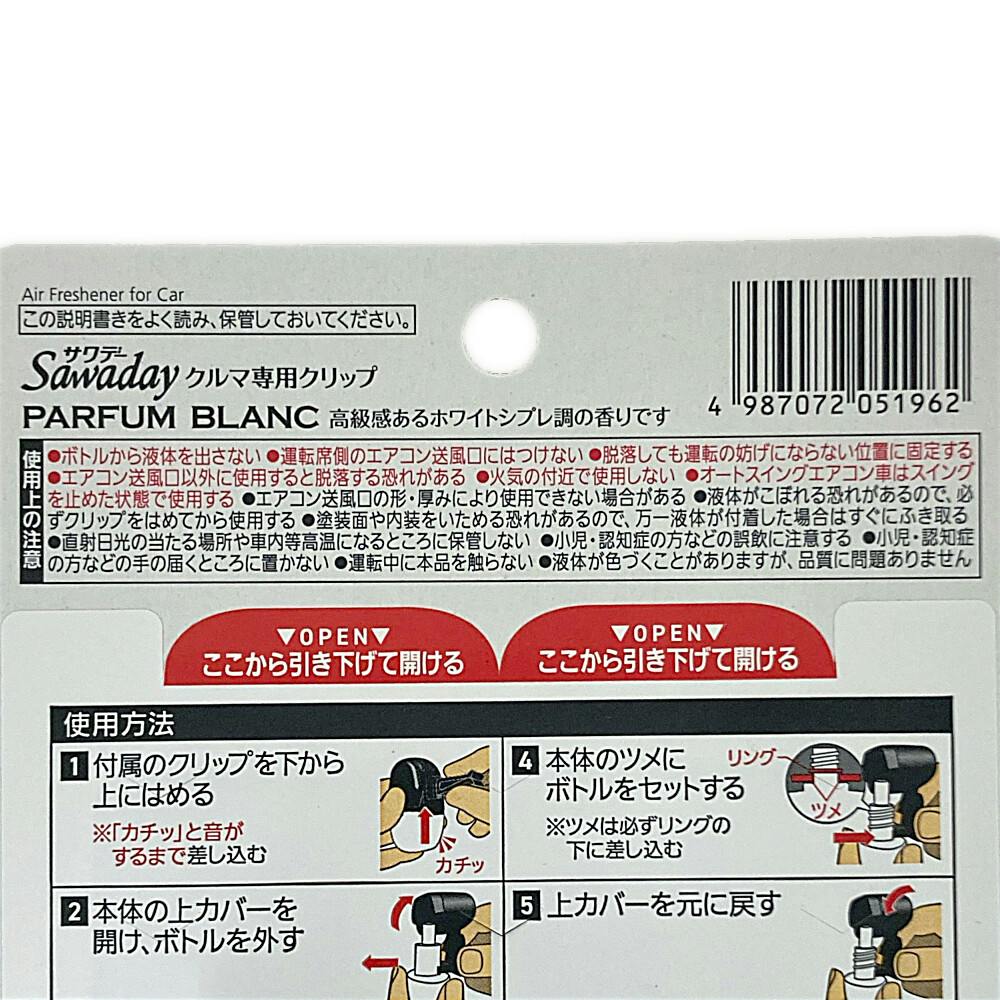 Air Freshener for Car
この説明書きをよく読み、保管しておいてください。
サワデー
Sawaday クルマ専用クリップ
PARFUM BLANC 高級感あるホワイトシプレ調の香りです
4 987072 051962
使用上の注意
●ボトルから液体を出さない ●運転席側のエアコン送風口にはつけない ●脱落しても運転の妨げにならない位置に固定する
●エアコン送風口以外に使用すると脱落する恐れがある ●火気の付近で使用しない ●オートスイングエアコン車はスイング
を止めた状態で使用する ●エアコン送風口の形・厚みにより使用できない場合がある ●液体がこぼれる恐れがあるので、必
ずクリップをはめてから使用する ●塗装面や内装をいためる恐れがあるので、万一液体が付着した場合はすぐにふき取る
●直射日光の当たる場所や車内等高温になるところに保管しない ●小児・認知症の方などの誤飲に注意する ●小児・認知症
の方などの手の届くところに置かない ●運転中に本品を触らない ●液体が色づくことがありますが、品質に問題ありません
▼OPEN▼
ここから引き下げて開ける
▼OPEN▼
ここから引き下げて開ける
使用方法
1 付属のクリップを下から
上にはめる
※「カチッ」と音が
するまで差し込む
カチッ
2 本体の上カバーを
開け、ボトルを外す
4 本体のツメに
ボトルをセットする
※ツメは必ずリングの
下に差し込む
リング
ツメ
5 上カバーを元に戻す